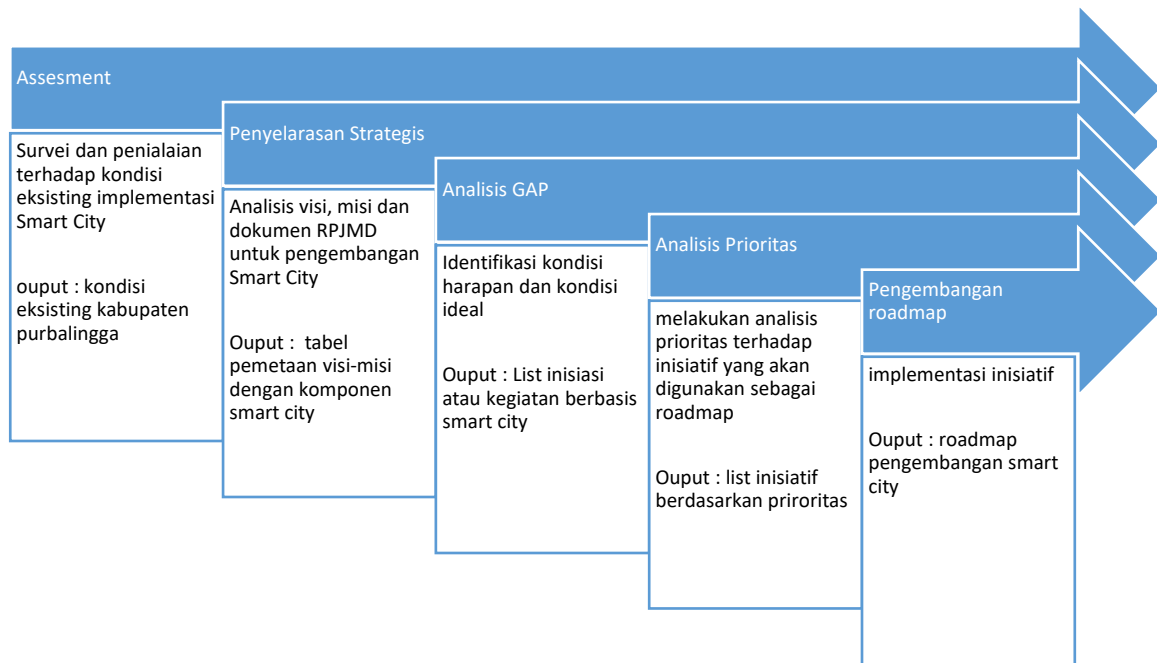 Assesment
Survei dan penialaian
terhadap kondisi
eksisting implementasi
Smart City
ouput : kondisi
eksisting kabupaten
purbalingga
Penyelarasan Strategis
Analisis visi, misi dan
dokumen RPJMD
untuk pengembangan
Smart City
Ouput :  tabel
pemetaan visi-misi
dengan komponen
smart city
Analisis GAP
Identifikasi kondisi
harapan dan kondisi
ideal
Ouput : List inisiasi
atau kegiatan berbasis
smart city
Analisis Prioritas
melakukan analisis
prioritas terhadap
inisiatif yang akan
digunakan sebagai
roadmap
Ouput : list inisiatif
berdasarkan priroritas
Pengembangan
roadmap
implementasi inisiatif
Ouput : roadmap
pengembangan smart
city